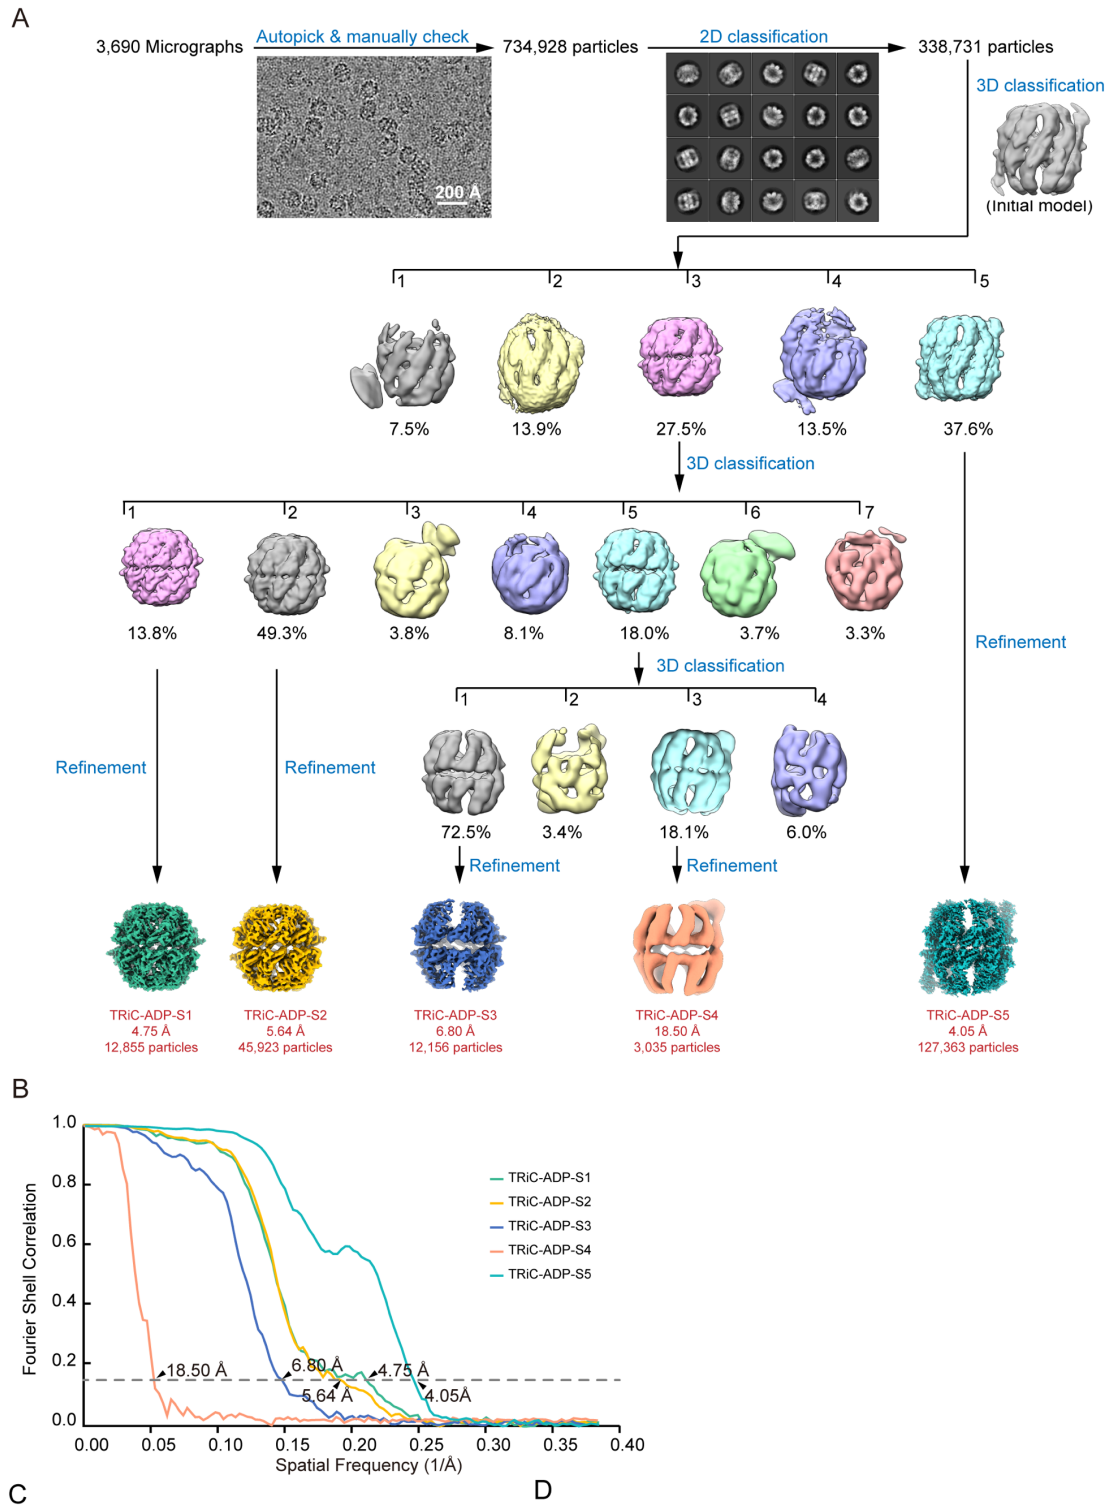 A
3,690 Micrographs
Autopick & manually check
734,928 particles
2D classification
338,731 particles
3D classification
200 Å
(Initial model)
1 2 3 4 5
7.5% 13.9% 27.5% 13.5% 37.6%
3D classification
1 2 3 4 5 6 7
13.8% 49.3% 3.8% 8.1% 18.0% 3.7% 3.3%
Refinement
3D classification
1 2 3 4
Refinement
Refinement
72.5% 3.4% 18.1% 6.0%
Refinement
Refinement
TRiC-ADP-S1
4.75 Å
12,855 particles
TRiC-ADP-S2
5.64 Å
45,923 particles
TRiC-ADP-S3
6.80 Å
12,156 particles
TRiC-ADP-S4
18.50 Å
3,035 particles
TRiC-ADP-S5
4.05 Å
127,363 particles
B
Fourier Shell Correlation
1.0
0.8
0.6
0.4
0.2
0.0
TRiC-ADP-S1
TRiC-ADP-S2
TRiC-ADP-S3
TRiC-ADP-S4
TRiC-ADP-S5
18.50 Å
6.80 Å
4.75 Å
5.64 Å
4.05Å
0.00 0.05 0.10 0.15 0.20 0.25 0.30 0.35 0.40
Spatial Frequency (1/Å)
C
D